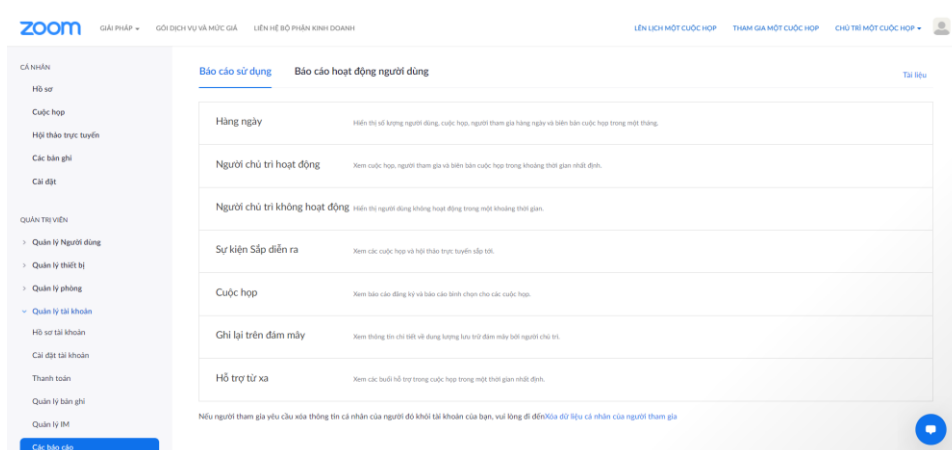 zoom GIẢI PHÁP GÓI DỊCH VỤ VÀ MỨC GIÁ LIÊN HỆ BỘ PHẬN KINH DOANH LÊN LỊCH MỘT CUỘC HỌP THAM GIA MỘT CUỘC HỌP CHỦ TRÌ MỘT CUỘC HỌP
CÁ NHÂN
Hồ sơ
Cuộc họp
Hội thảo trực tuyến
Các bản ghi
Cài đặt
QUẢN TRỊ VIÊN
Quản lý Người dùng
Quản lý thiết bị
Quản lý phòng
Quản lý tài khoản
Hồ sơ tài khoản
Cài đặt tài khoản
Thanh toán
Quản lý bản ghi
Quản lý IM
Các báo cáo
Báo cáo sử dụng Báo cáo hoạt động người dùng Tài liệu
Hàng ngày Hiển thị số lượng người dùng, cuộc họp, người tham gia hàng ngày và biên bản cuộc họp trong một tháng.
Người chủ trì hoạt động Xem cuộc họp, người tham gia và biên bản cuộc họp trong khoảng thời gian nhất định.
Người chủ trì không hoạt động Hiển thị người dùng không hoạt động trong một khoảng thời gian.
Sự kiện Sắp diễn ra Xem các cuộc họp và hội thảo trực tuyến sắp tới.
Cuộc họp Xem báo cáo đăng ký và báo cáo bình chọn cho các cuộc họp.
Ghi lại trên đám mây Xem thông tin chi tiết về dung lượng lưu trữ đám mây bởi người chủ trì.
Hỗ trợ từ xa Xem các buổi hỗ trợ trong cuộc họp trong một thời gian nhất định.
Nếu người tham gia yêu cầu xóa thông tin cá nhân của người đó khỏi tài khoản của bạn, vui lòng đi đếnXóa dữ liệu cá nhân của người tham gia